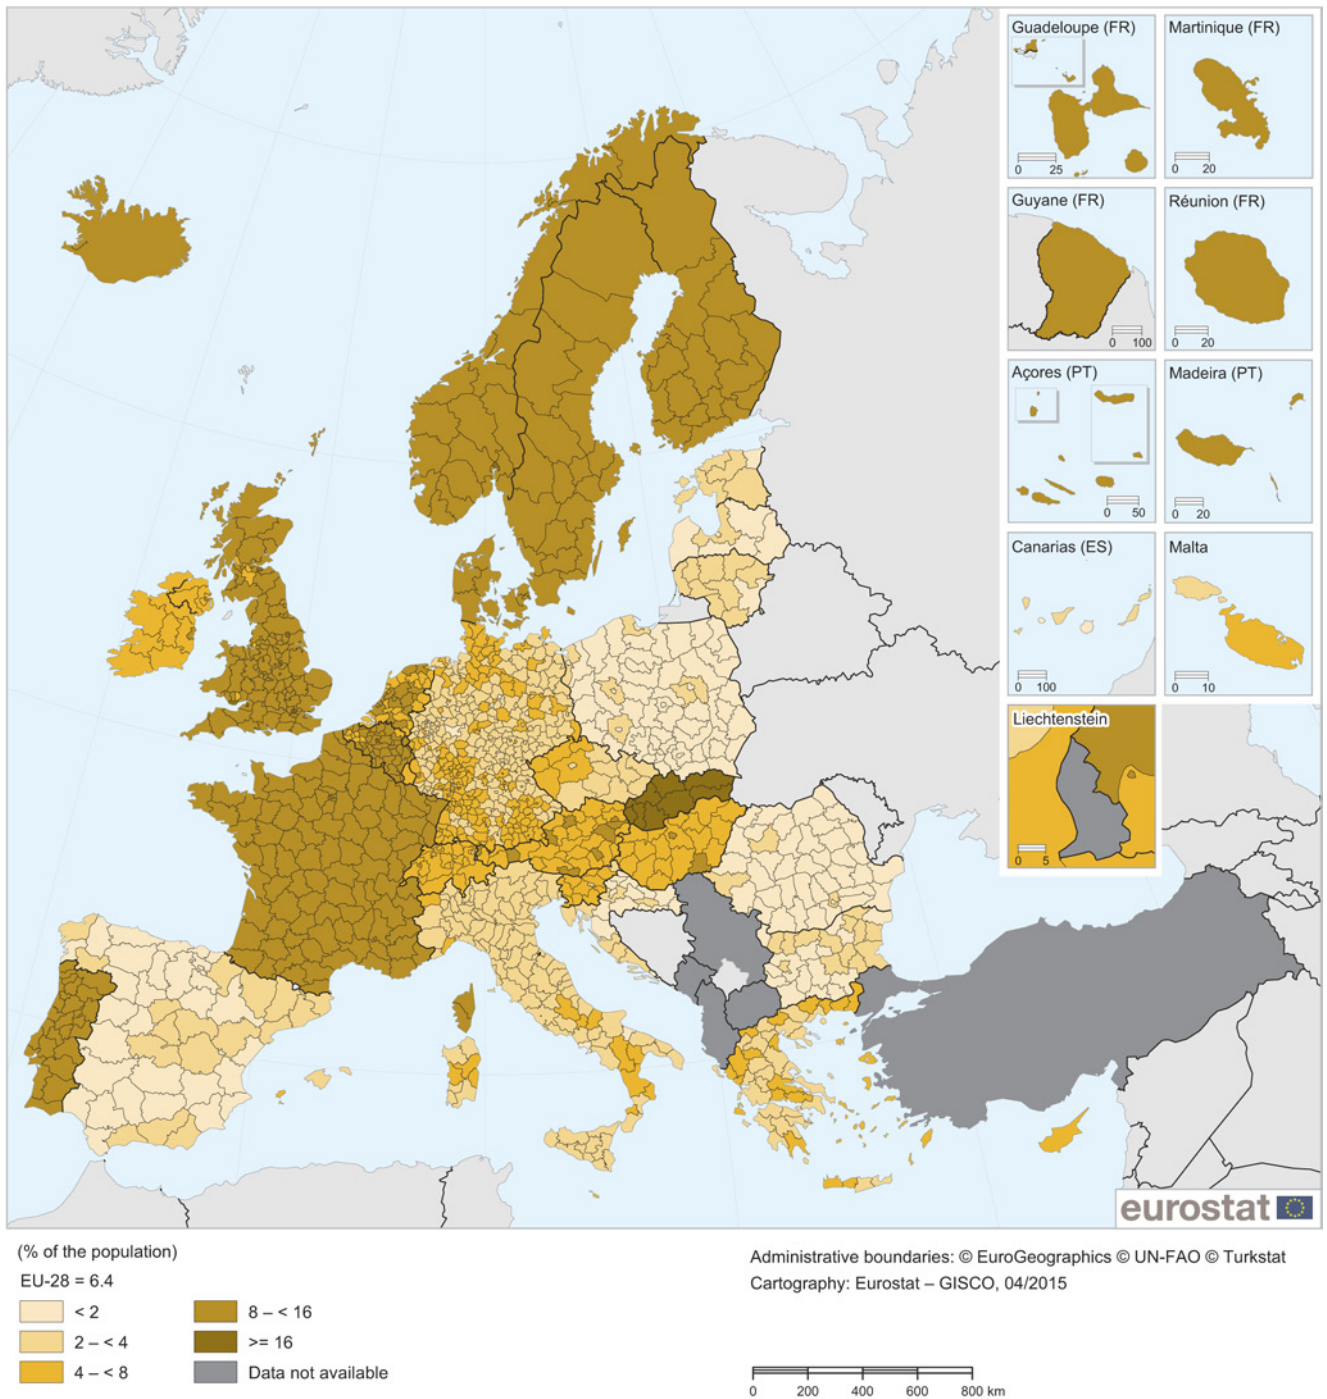 Guadeloupe (FR)
0 25
Martinique (FR)
0 20
Guyane (FR)
0 100
Réunion (FR)
0 20
Açores (PT)
0 50
Madeira (PT)
0 20
Canarias (ES)
0 100
Malta
0 10
Liechtenstein
0 5
eurostat
(% of the population)
EU-28 = 6.4
< 2
2 – < 4
4 – < 8
8 – < 16
>= 16
Data not available
Administrative boundaries: © EuroGeographics © UN-FAO © Turkstat
Cartography: Eurostat – GISCO, 04/2015
0 200 400 600 800 km